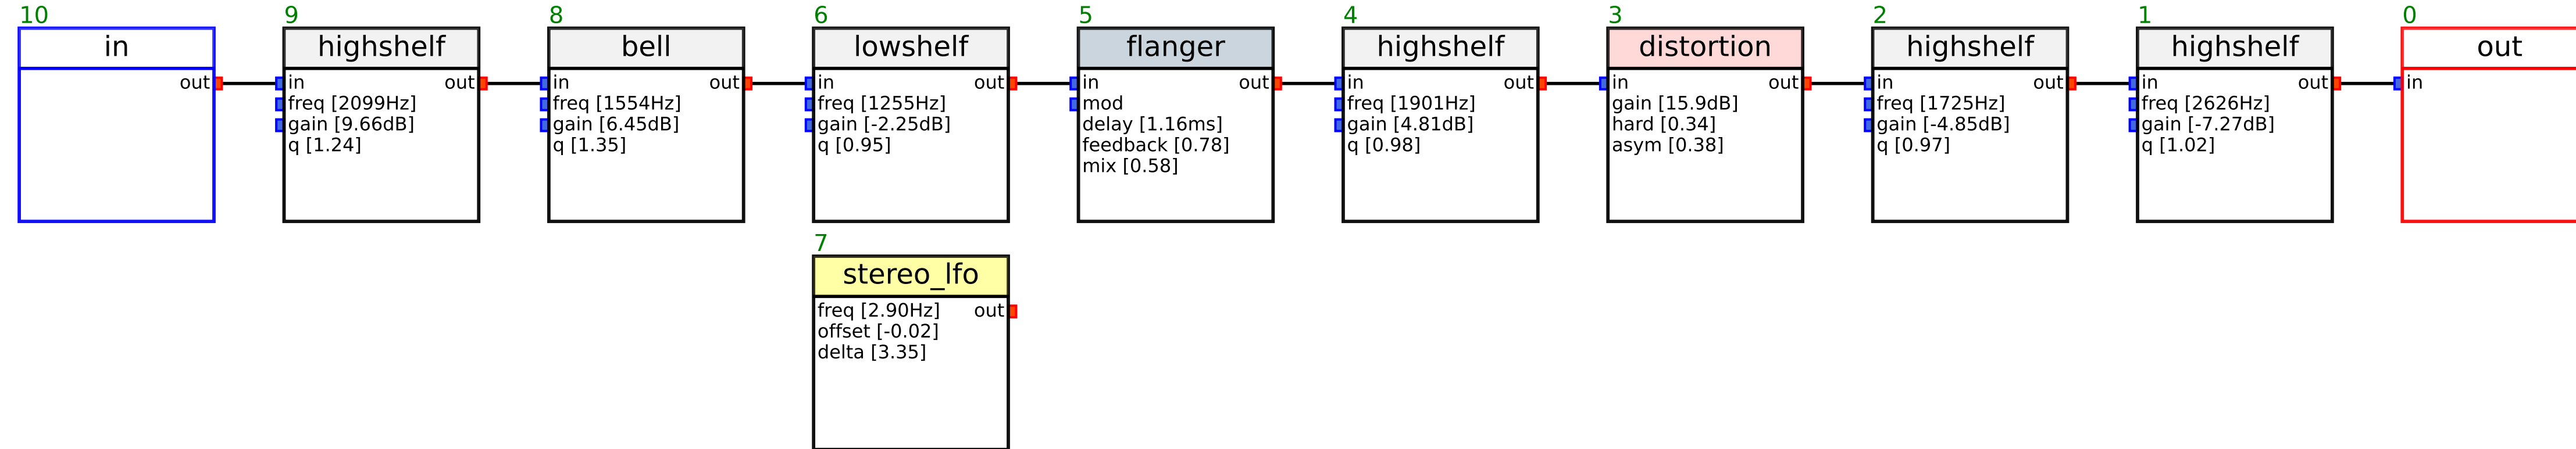 10
in
out
9
highshelf
in out
freq [2099Hz]
gain [9.66dB]
q [1.24]
8
bell
in out
freq [1554Hz]
gain [6.45dB]
q [1.35]
6
lowshelf
in out
freq [1255Hz]
gain [-2.25dB]
q [0.95]
5
flanger
in out
mod
delay [1.16ms]
feedback [0.78]
mix [0.58]
4
highshelf
in out
freq [1901Hz]
gain [4.81dB]
q [0.98]
3
distortion
in out
gain [15.9dB]
hard [0.34]
asym [0.38]
2
highshelf
in out
freq [1725Hz]
gain [-4.85dB]
q [0.97]
1
highshelf
in out
freq [2626Hz]
gain [-7.27dB]
q [1.02]
0
out
in
7
stereo_lfo
freq [2.90Hz] out
offset [-0.02]
delta [3.35]